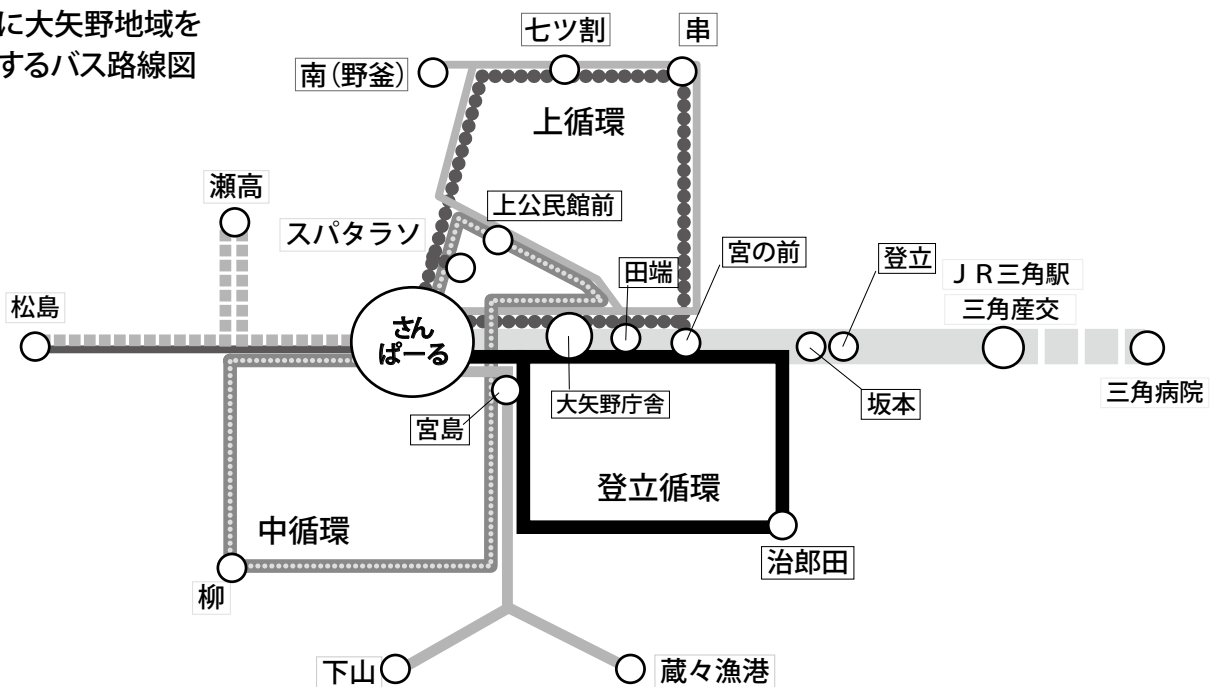 に大矢野地域を
するバス路線図
七ツ割
串
南（野釜）
上循環
瀬高
上公民館前
スパタラソ
宮の前
登立
田端
ＪＲ三角駅
三角産交
松島
さん
ぱーる
三角病院
大矢野庁舎
坂本
宮島
登立循環
中循環
治郎田
柳
下山
蔵々漁港